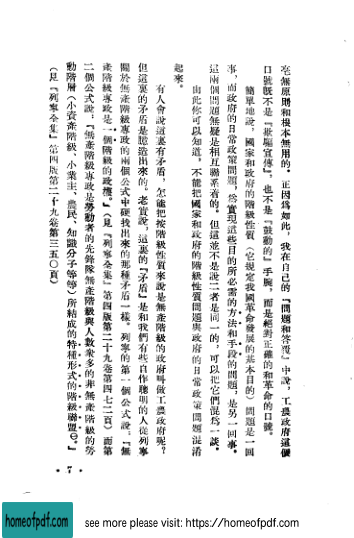 毫無原則和根本無用的。正因爲如此，我在自己的『問題和答覆』中說，工農政府這個
口號旣不是『欺騙宣傳』，也不是『鼓動的』手腕，而是絕對正確的和革命的口號。
簡單地說，國家和政府的階級性質（它規定我國革命發展的基本目的）問題是一回
事，而政府的日常政策問題，爲實現這些目的所必需的方法和手段的問題，是另一回事。
這兩個問題無疑是相互聯系着的。但這並不是說二者是同一的，可以把它們混爲一談。
由此你可以知道，不能把國家和政府的階級性質問題與政府的日常政策問題混淆
起來。
有人會說這裏有矛盾，怎能把按階級性質來說是無產階級的政府叫做工農政府呢？
但這裏的矛盾是臆造出來的。老實說，這裏的『矛盾』是和我們有些自作聰明的人從列寧
關於無產階級專政的兩個公式中硬找出來的那種矛盾一樣。列寧的第一個公式說：『無
產階級專政是一個階級的政權。』（見『列寧全集』第四版第二十九卷第四七二頁）而第
二個公式說：『無產階級專政是勞動者的先鋒隊無產階級與人數衆多的非無產階級的勞
動階層（小資產階級、小業主、農民、知識分子等等）所結成的特種形式的階級聯盟㊀。』
（見『列寧全集』第四版第二十九卷第三五〇頁）
·7·
homeofpdf.com
see more please visit: https://homeofpdf.com